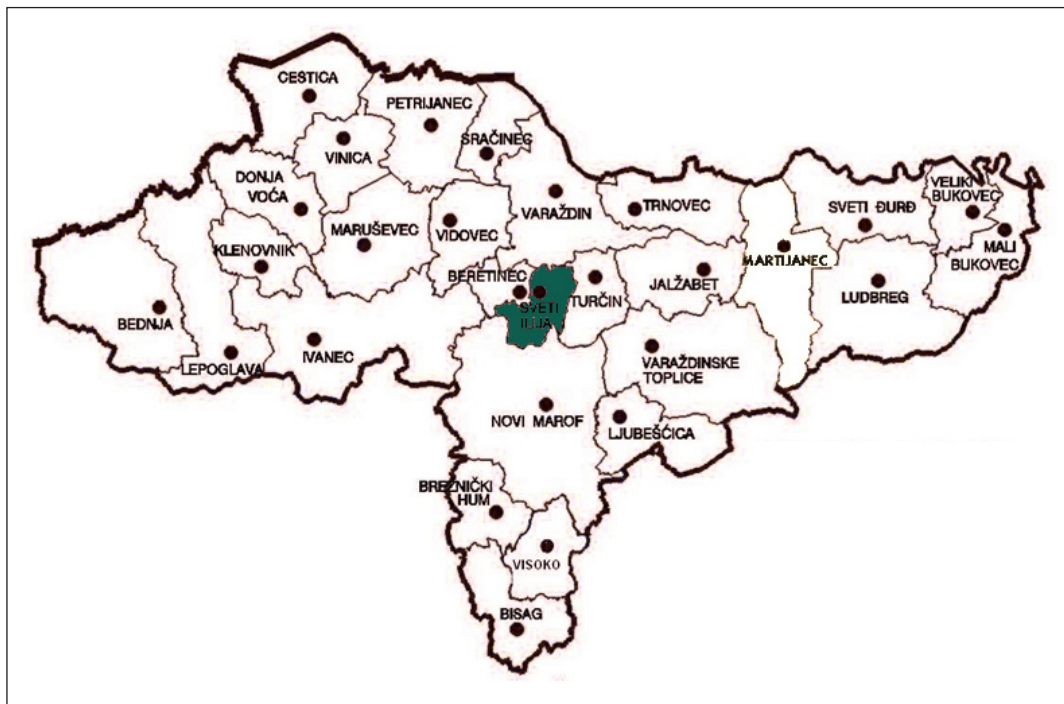 CEŠTICA
PETRIJANEC
SRAČINEC
VINICA
DONJA
VOĆA
VARAŽDIN
TRNOVEC
SVETI ĐURĐ
VELIKI
BUKOVEC
MARUŠEVEC
VIDOVEC
KLENOVNIK
MARTIJANEC
MALI
BUKOVEC
BERETINEC
TURČIN
JALŽABET
LUDBREG
SVETI
ILIJA
BEDNJA
IVANEC
LEPOGLAVA
VARAŽDINSKE
TOPLICE
NOVI MAROF
LJUBEŠĆICA
BREZNIČKI
HUM
VISOKO
BISAG